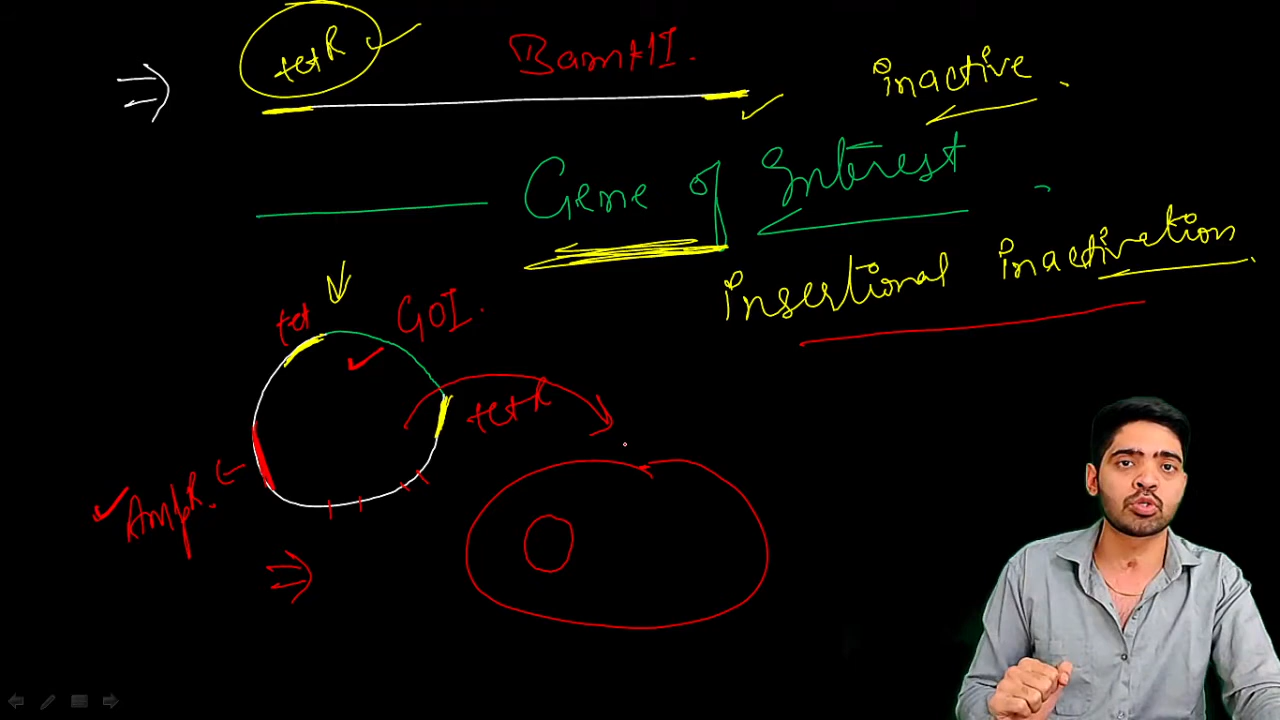 ⇒ tetR BamHI. inactive.
Gene of Interest
Insertional inactivation
tet GOI.
tetR
AmpR.
⇒